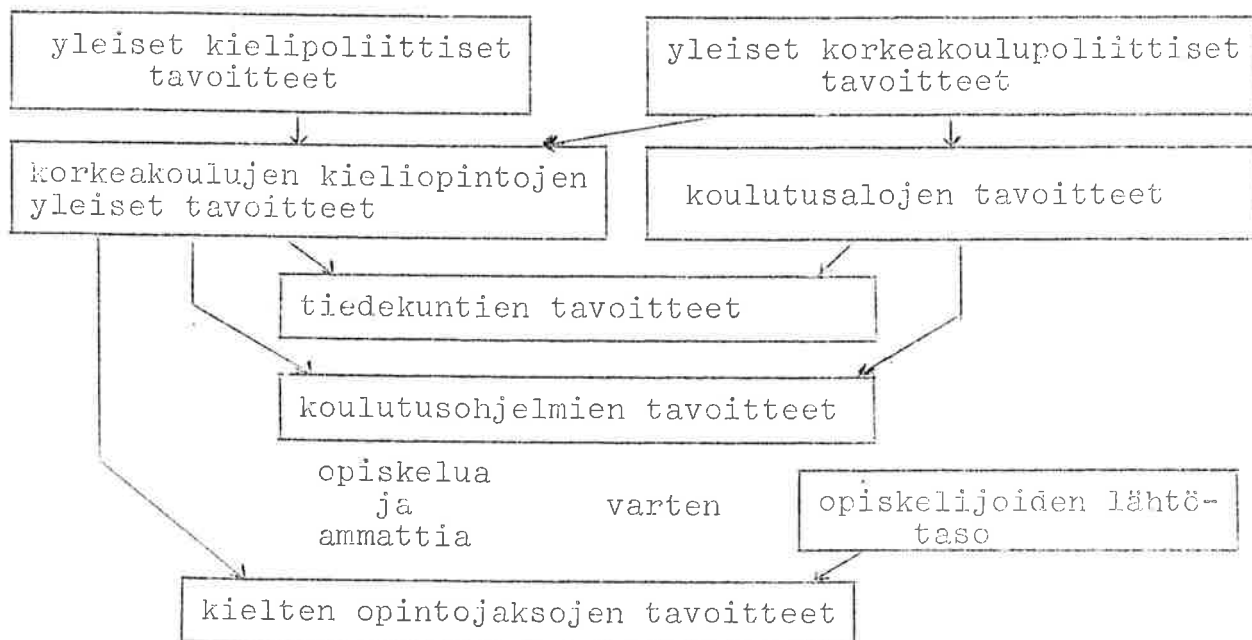 yleiset kielipoliittiset
tavoitteet
yleiset korkeakoulupoliittiset
tavoitteet
korkeakoulujen kieliopintojen
yleiset tavoitteet
koulutusalojen tavoitteet
tiedekuntien tavoitteet
koulutusohjelmien tavoitteet
opiskelua
ja varten
ammattia
opiskelijoiden lähtö-
taso
kielten opintojaksojen tavoitteet